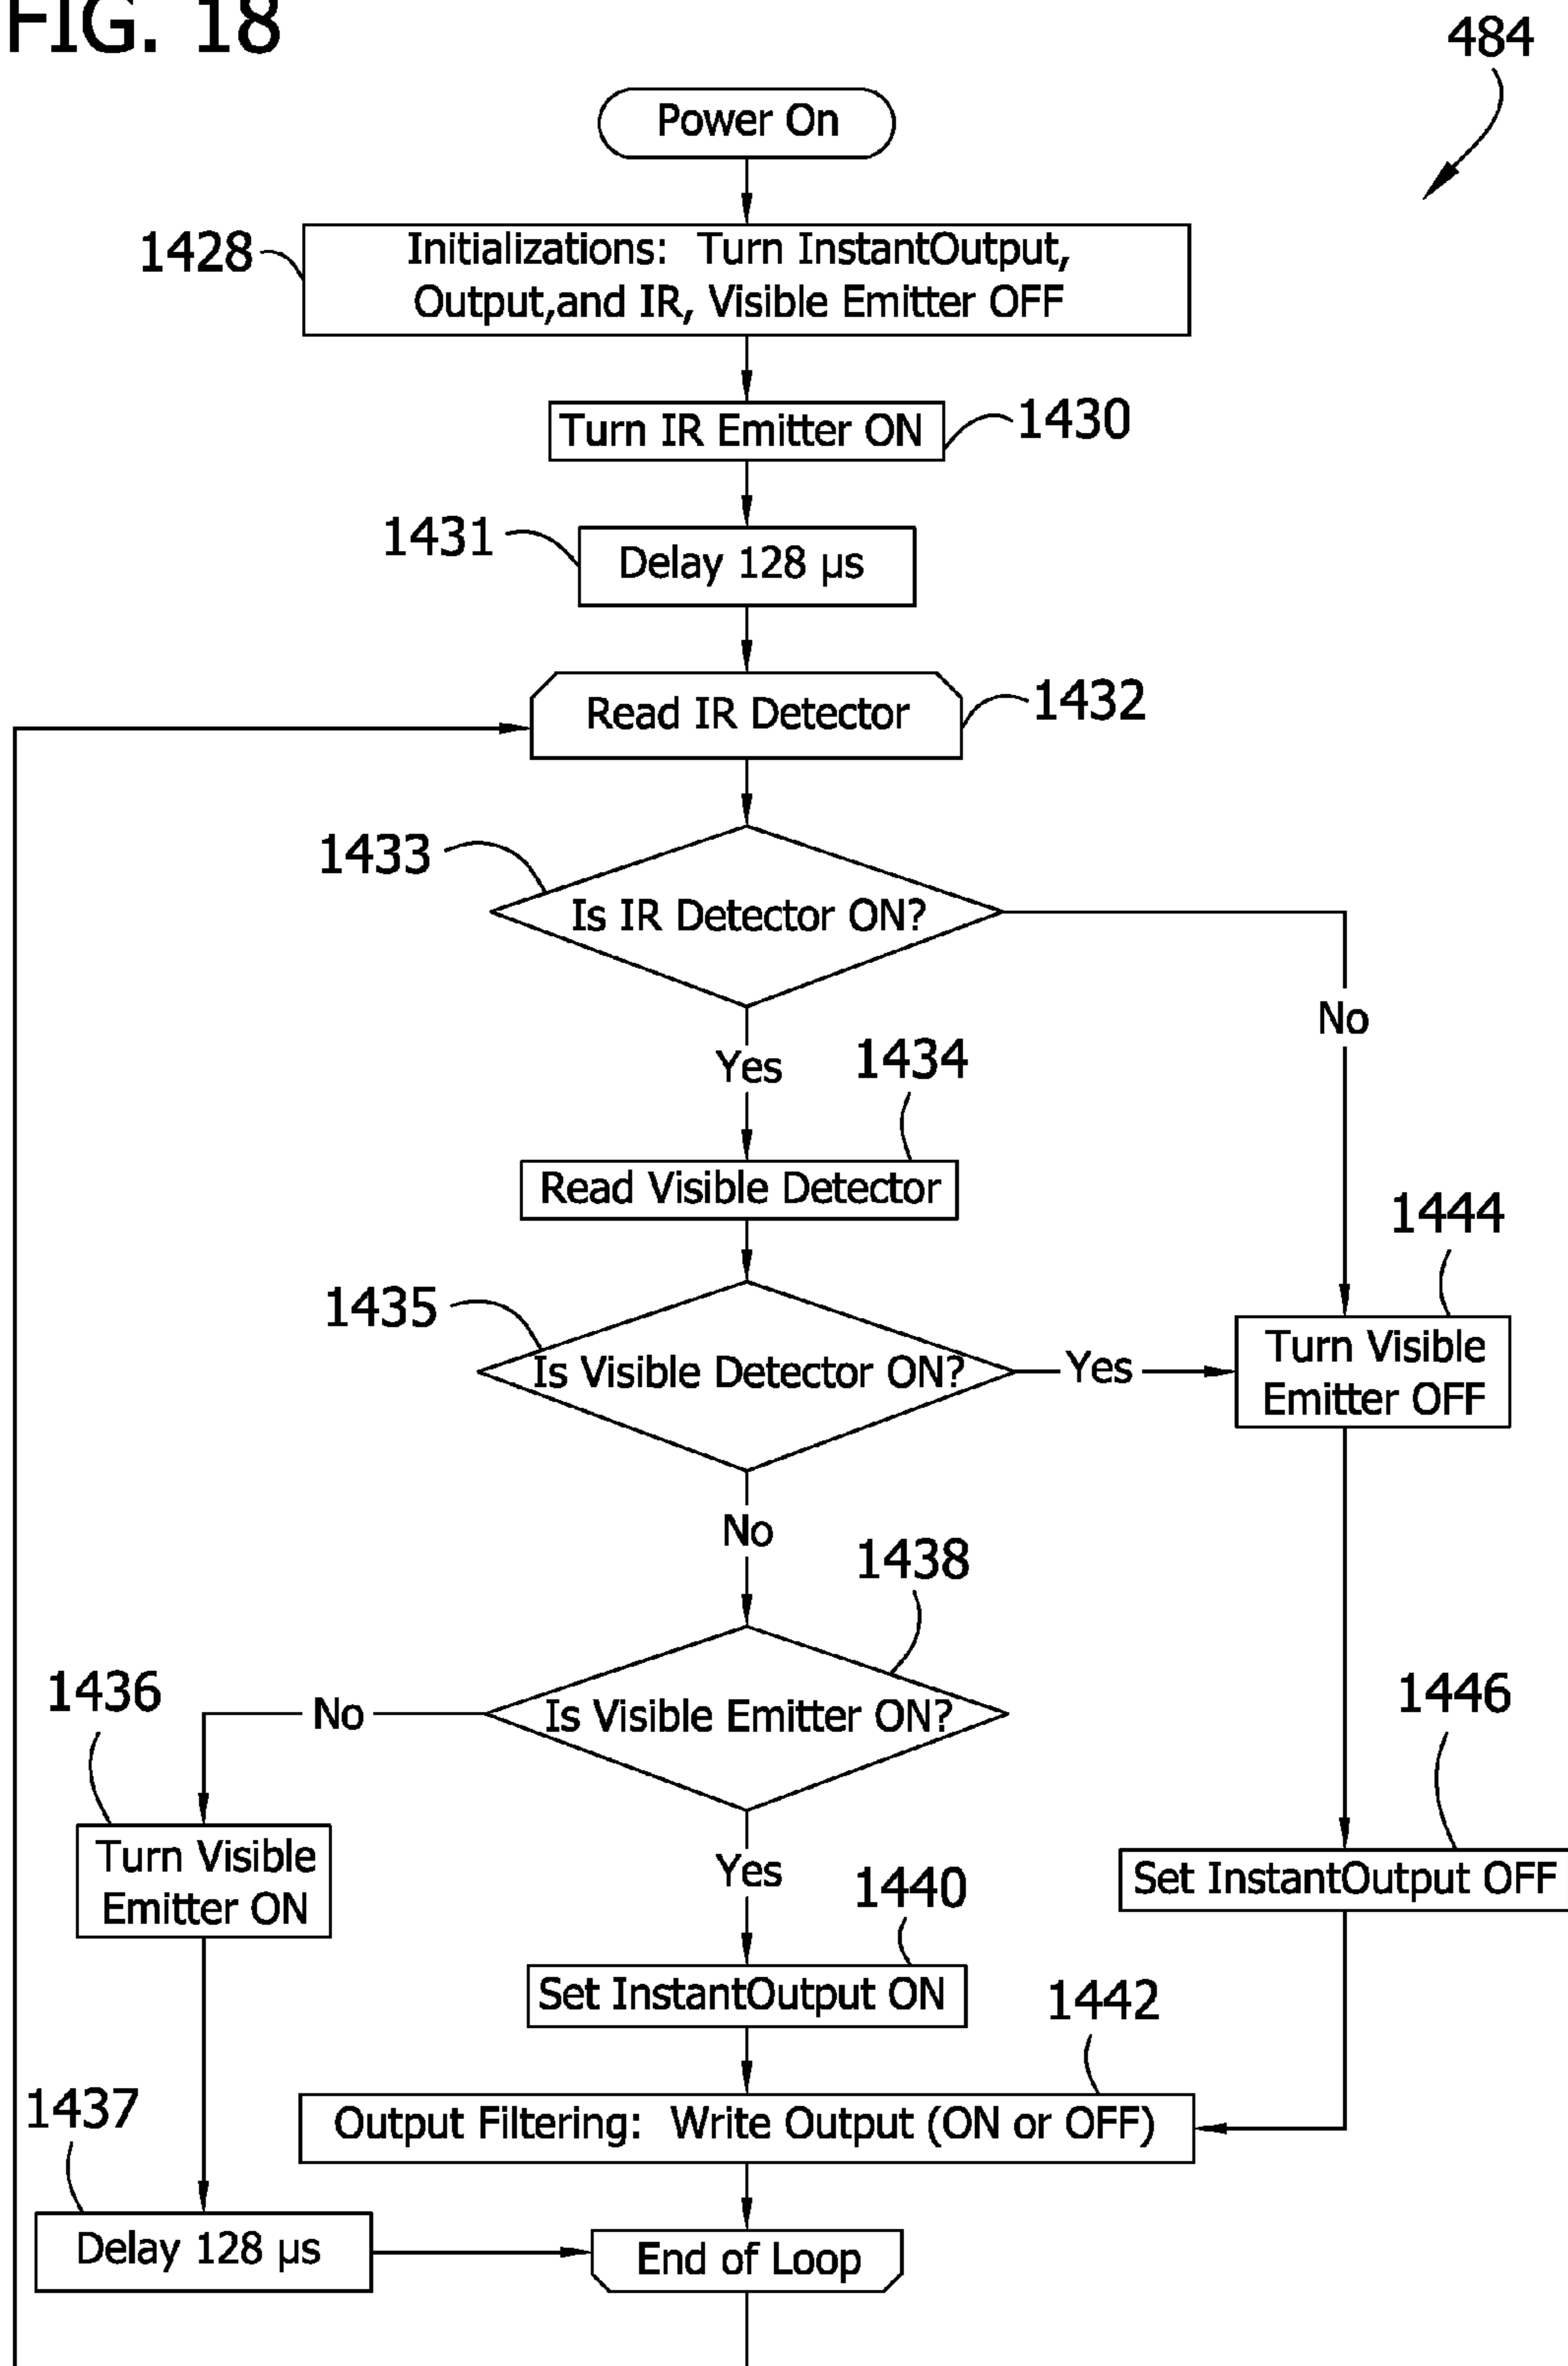 FIG. 18
484
Power On
1428
Initializations: Turn InstantOutput,
Output,and IR, Visible Emitter OFF
Turn IR Emitter ON
1430
1431
Delay 128 µs
Read IR Detector
1432
1433
Is IR Detector ON?
No
Yes
1434
Read Visible Detector
1444
1435
Is Visible Detector ON?
Yes
Turn Visible
Emitter OFF
No
1438
1436
No
Is Visible Emitter ON?
1446
Turn Visible
Emitter ON
Yes
1440
Set InstantOutput OFF
Set InstantOutput ON
1442
1437
Output Filtering: Write Output (ON or OFF)
Delay 128 µs
End of Loop